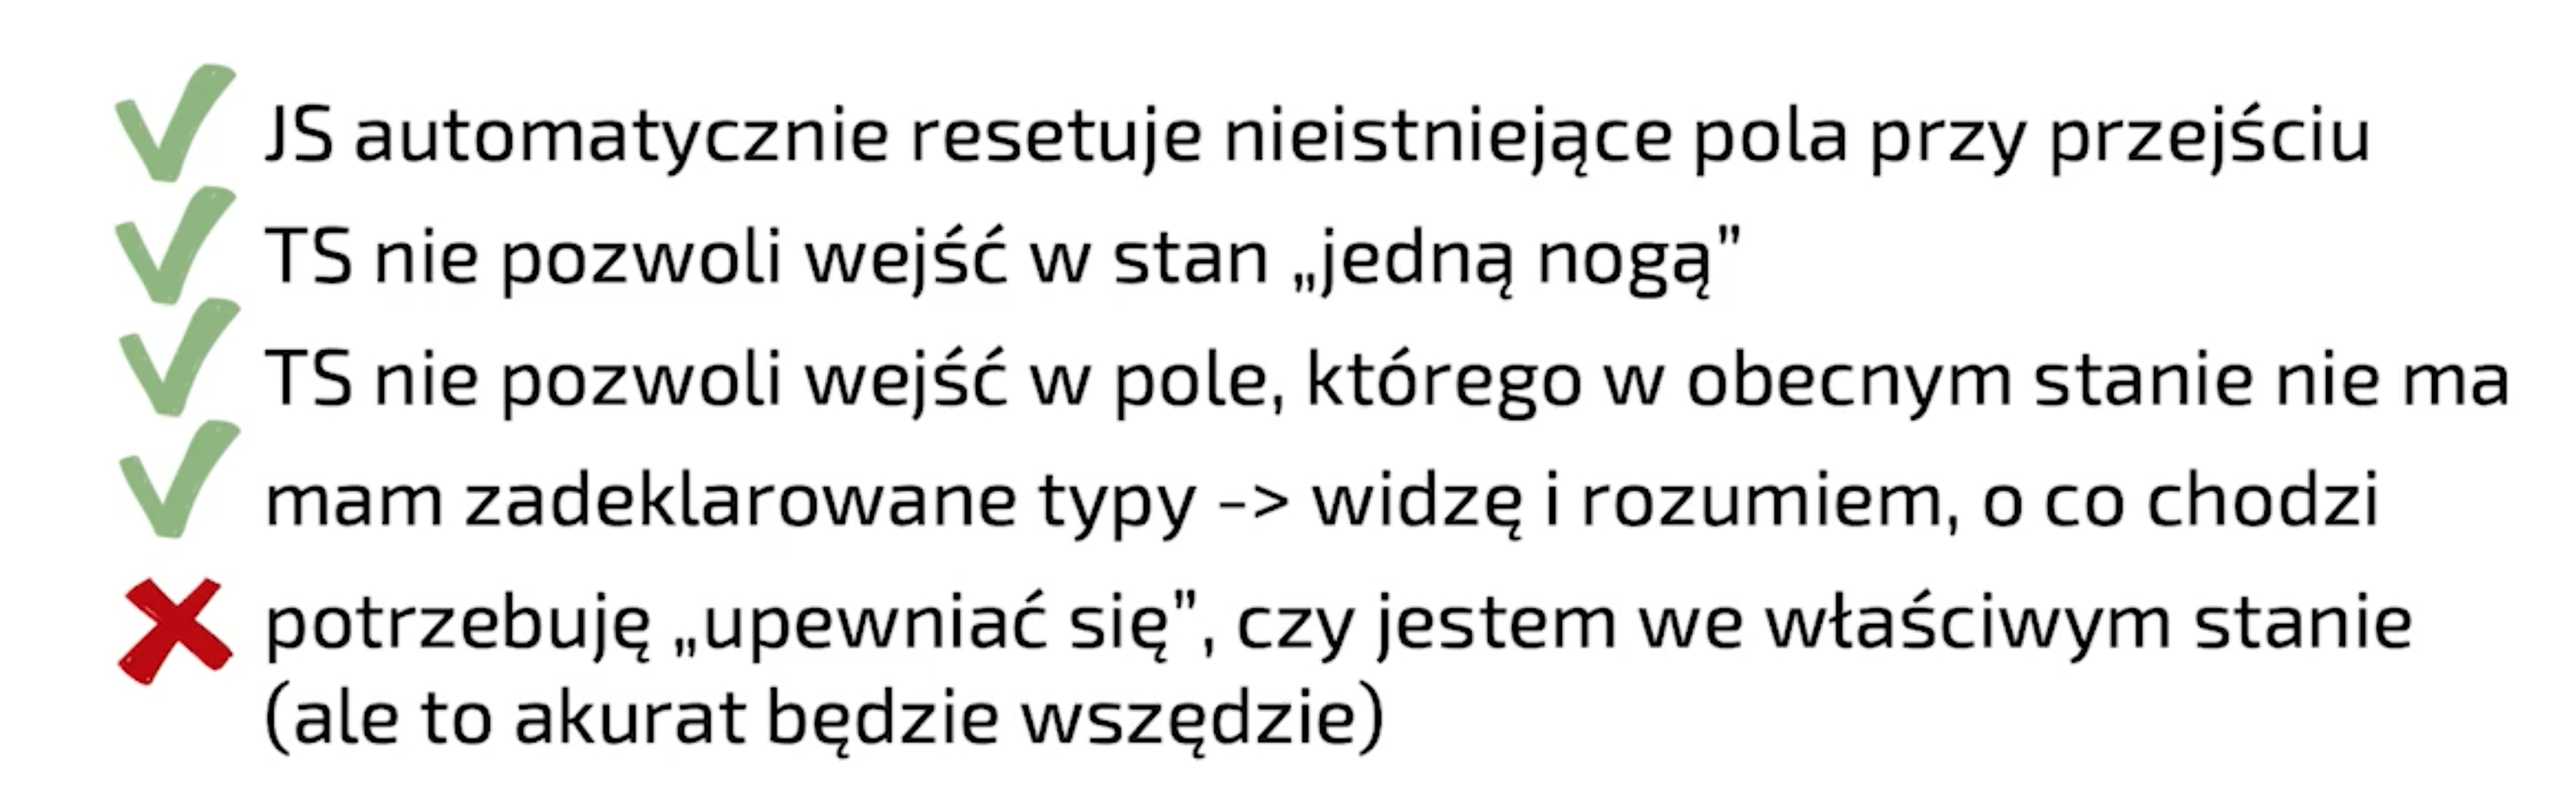 JS automatycznie resetuje nieistniejące pola przy przejściu
TS nie pozwoli wejść w stan „jedną nogą”
TS nie pozwoli wejść w pole, którego w obecnym stanie nie ma
mam zadeklarowane typy -> widzę i rozumiem, o co chodzi
potrzebuję „upewniać się”, czy jestem we właściwym stanie
(ale to akurat będzie wszędzie)